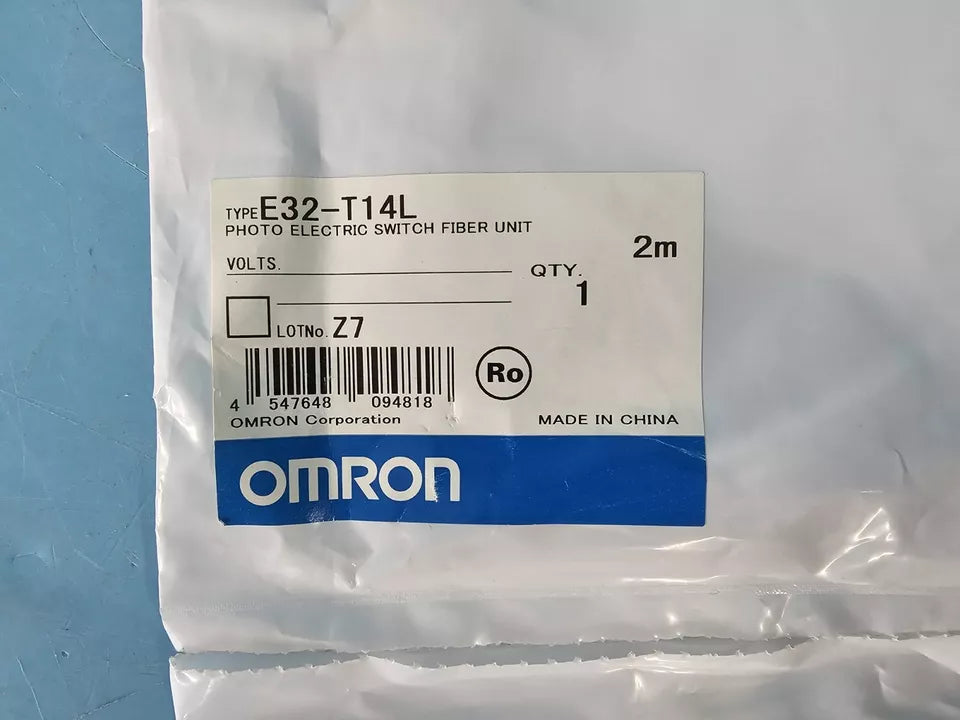 TYPE E32-T14L
PHOTO ELECTRIC SWITCH FIBER UNIT
2m
VOLTS.
QTY.
1
LOTNo. Z7
Ro
4 547648 094818
OMRON Corporation
MADE IN CHINA
OMRON